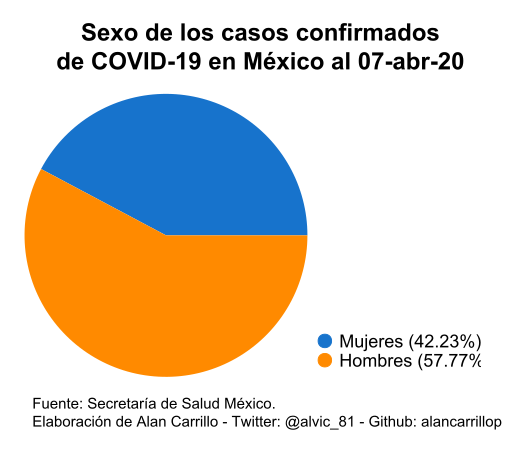 Sexo de los casos confirmados
de COVID-19 en México al 07-abr-20
Mujeres (42.23%)
Hombres (57.77%
Fuente: Secretaría de Salud México.
Elaboración de Alan Carrillo - Twitter: @alvic_81 - Github: alancarrillop